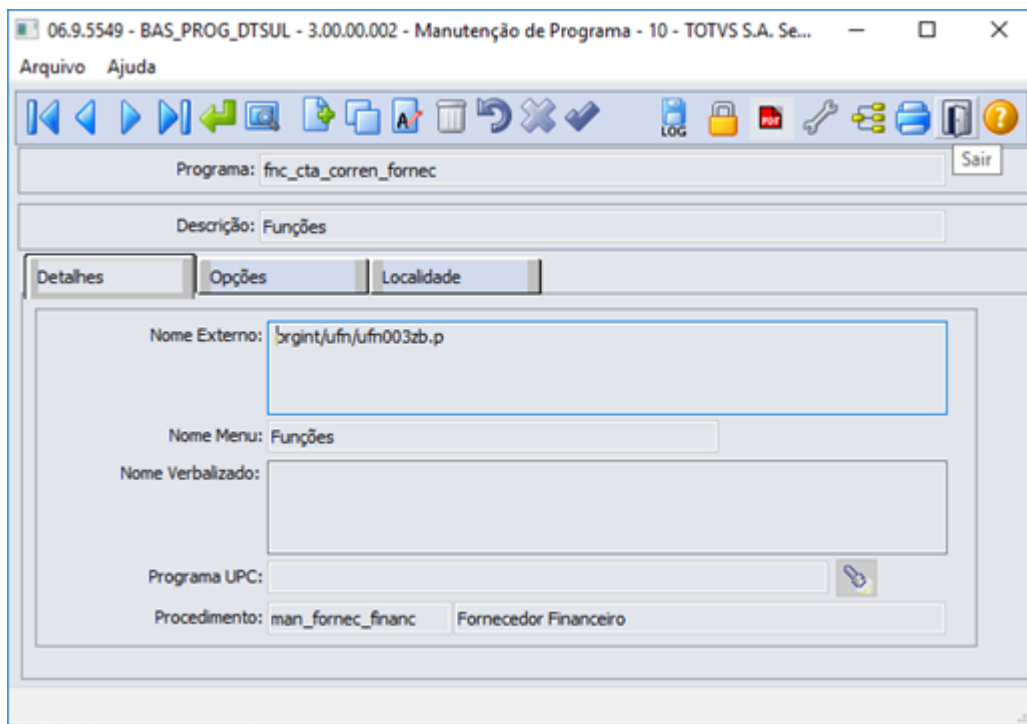 06.9.5549 - BAS_PROG_DTSUL - 3.00.00.002 - Manutenção de Programa - 10 - TOTVS S.A. Se...
Arquivo Ajuda
LOG PDF
Sair
Programa: fnc_cta_corren_fornec
Descrição: Funções
Detalhes Opções Localidade
Nome Externo: prgint/ufn/ufn003zb.p
Nome Menu: Funções
Nome Verbalizado:
Programa UPC:
Procedimento: man_fornec_financ Fornecedor Financeiro